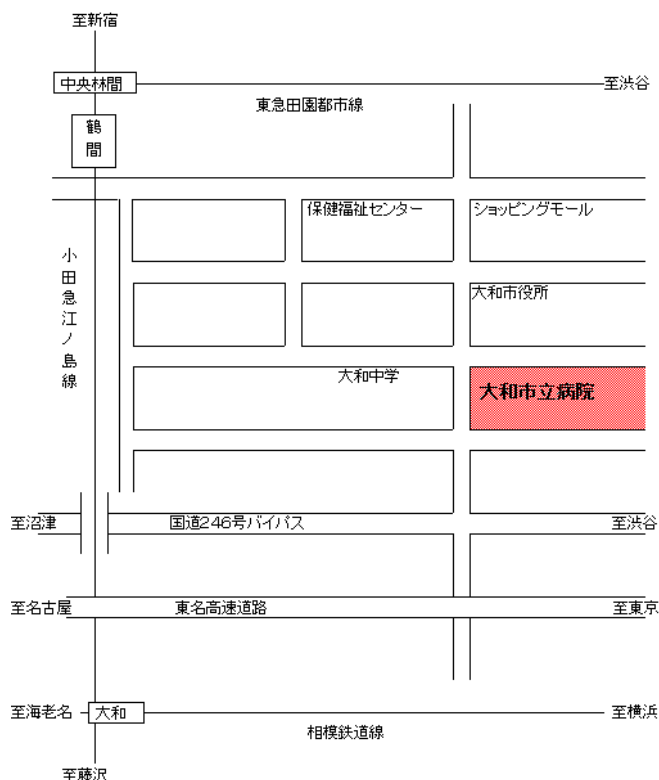 至新宿
中央林間
至渋谷
東急田園都市線
鶴間
保健福祉センター
ショッピングモール
小田急江ノ島線
大和市役所
大和中学
大和市立病院
至沼津
国道246号バイパス
至渋谷
至名古屋
東名高速道路
至東京
至海老名
大和
至横浜
相模鉄道線
至藤沢